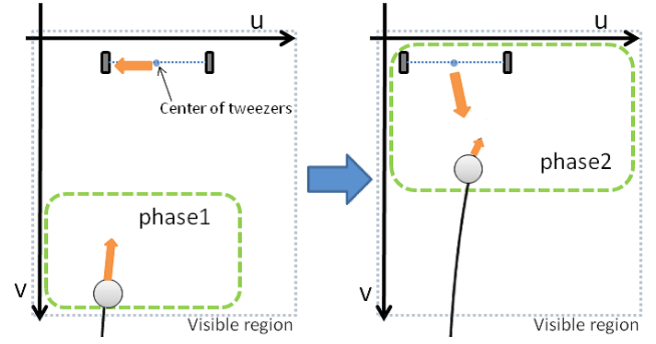 u
Center of tweezers
phase1
v
Visible region
u
phase2
v
Visible region